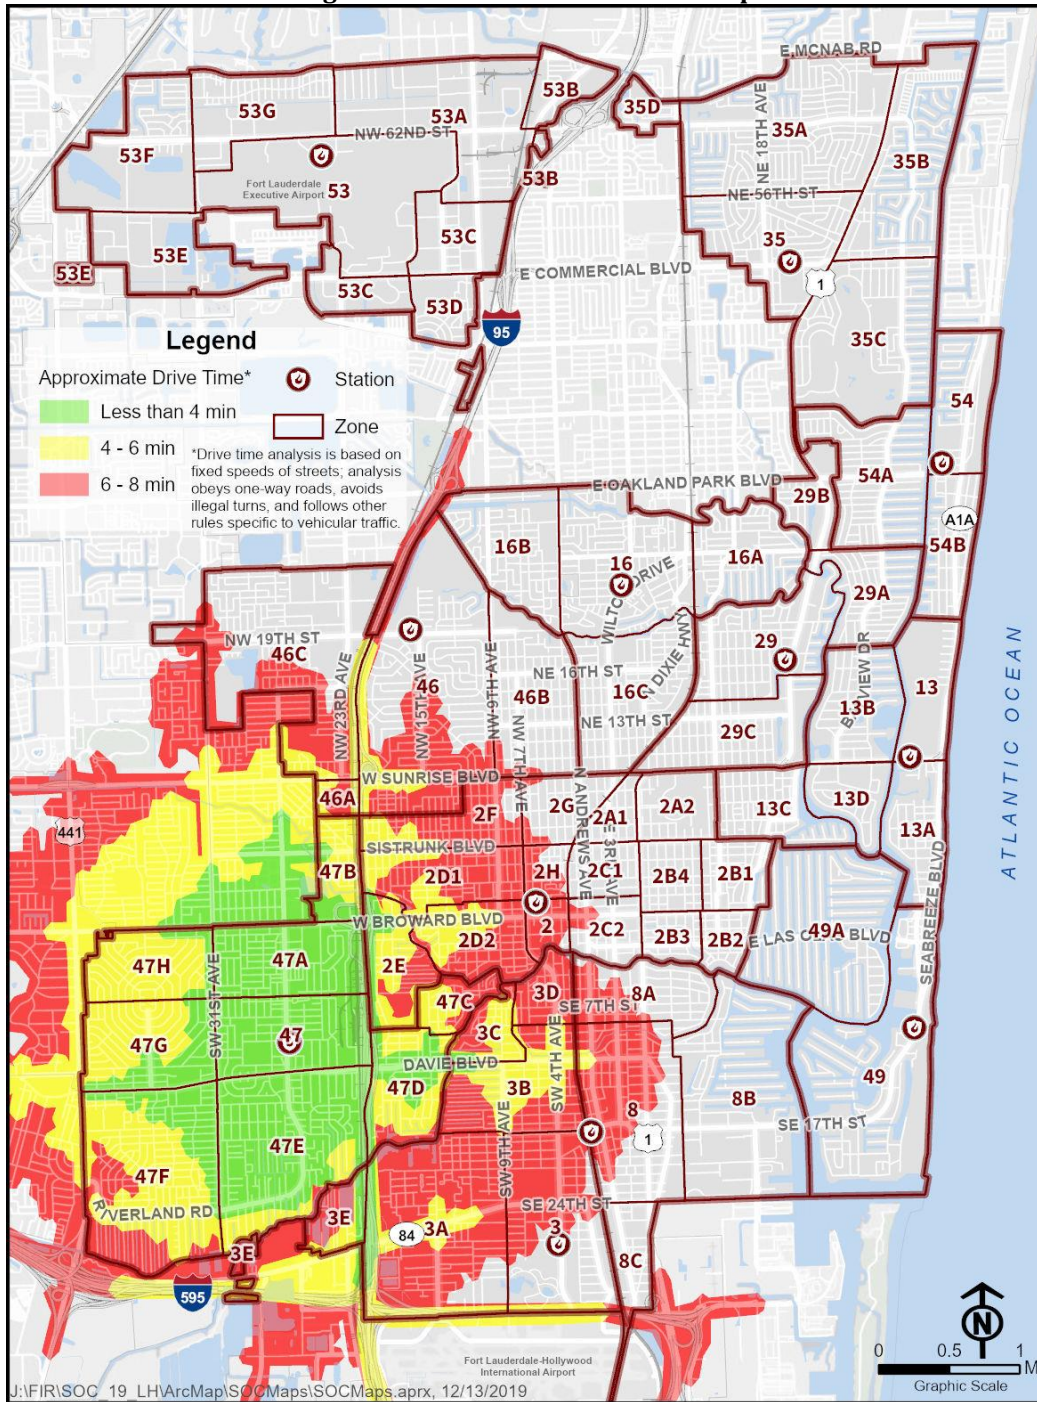 E MCNAB RD
53B
35D
53G
53A
NE 18TH AVE
35A
NW 62ND ST
53F
35B
53B
Fort Lauderdale
Executive Airport
53
NE 56TH ST
53C
35
53E
E COMMERCIAL BLVD
53E
53C
53D
1
95
35C
Legend
Approximate Drive Time*
Station
Less than 4 min
Zone
4 - 6 min
6 - 8 min
*Drive time analysis is based on
fixed speeds of streets; analysis
obeys one-way roads, avoids
illegal turns, and follows other
rules specific to vehicular traffic.
54
E OAKLAND PARK BLVD
54A
29B
A1A
16B
16
16A
54B
DRIVE
29A
NW 19TH ST
46C
NW 23RD AVE
NW 15TH AVE
46
NW 9TH AVE
NE 16TH ST
46B
16C
N DIXIE HWY
29
13
13B
NE 13TH ST
29C
NW 7TH AVE
N ANDREWS AVE
W SUNRISE BLVD
46A
2F
2G
2A1
2A2
13C
13D
13A
441
SISTRUNK BLVD
47B
2D1
2H
2C1
2B4
2B1
SEABREEZE BLVD
ATLANTIC OCEAN
W BROWARD BLVD
2
2C2
2B3
2B2
49A
2D2
47H
SW 31ST AVE
47A
2E
47C
3D
8A
SE 7TH ST
47G
47
3C
SW 4TH AVE
DAVIE BLVD
49
47D
3B
8B
8
SW 9TH AVE
1
SE 17TH ST
47E
47F
SE 24TH ST
3E
84
3A
3
3E
8C
595
N
0 0.5 1
Graphic Scale
Fort Lauderdale-Hollywood
International Airport
J:\FIR\SOC_19_LH\ArcMap\SOCMaps\SOCMaps.aprx, 12/13/2019